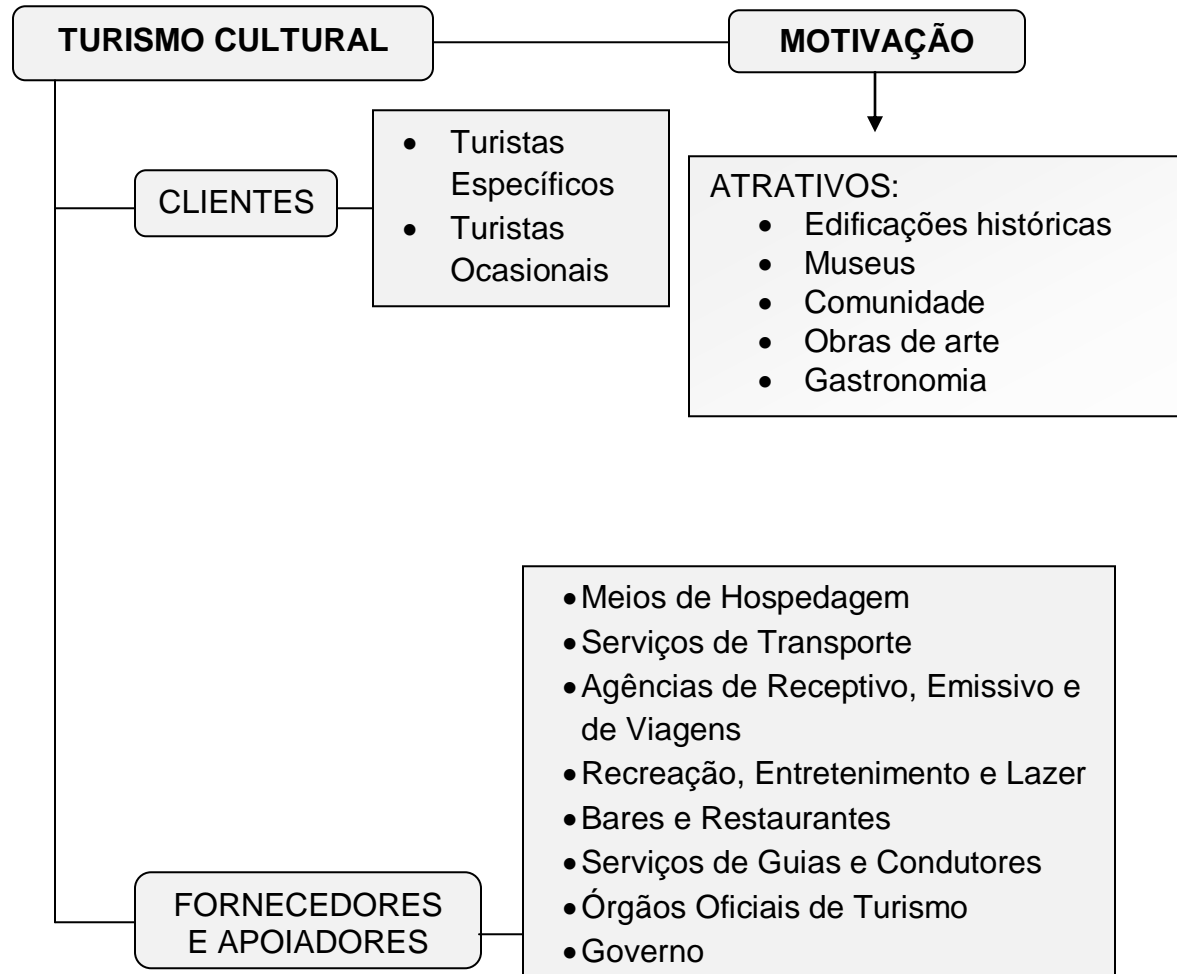 TURISMO CULTURAL
MOTIVAÇÃO
CLIENTES
• Turistas
Específicos
• Turistas
Ocasionais
ATRATIVOS:
• Edificações históricas
• Museus
• Comunidade
• Obras de arte
• Gastronomia
FORNECEDORES
E APOIADORES
• Meios de Hospedagem
• Serviços de Transporte
• Agências de Receptivo, Emissivo e
de Viagens
• Recreação, Entretenimento e Lazer
• Bares e Restaurantes
• Serviços de Guias e Condutores
• Órgãos Oficiais de Turismo
• Governo